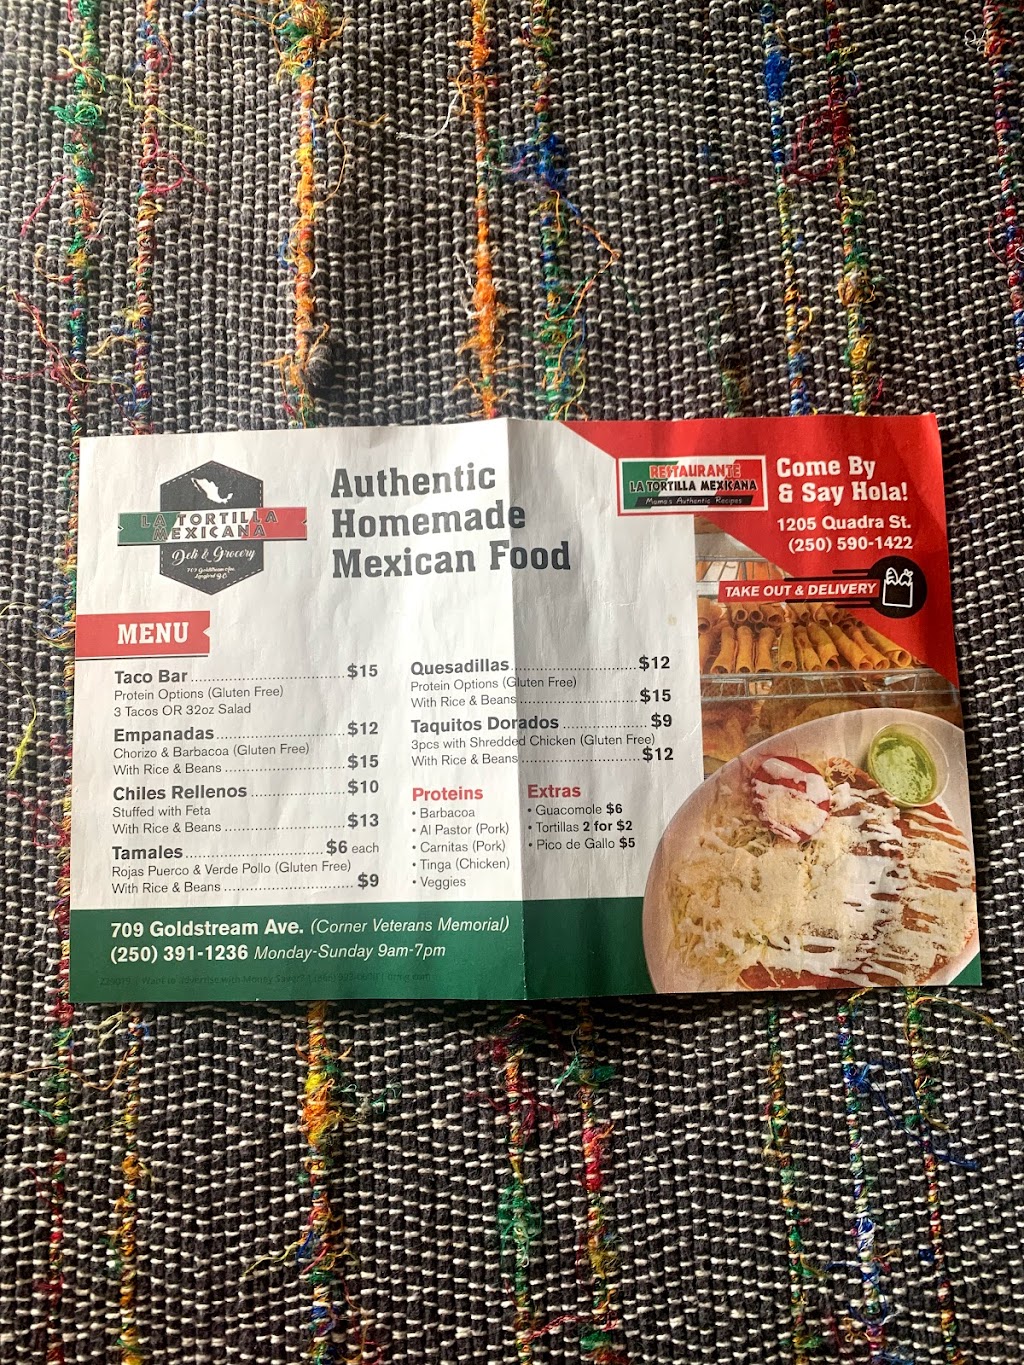 LA TORTILLA
MEXICANA
Deli & Grocery
709 Goldstream Ave.
Langford BC
Authentic
Homemade
Mexican Food
RESTAURANTE
LA TORTILLA MEXICANA
Mama's Authentic Recipes
Come By
& Say Hola!
1205 Quadra St.
(250) 590-1422
TAKE OUT & DELIVERY
MENU
Taco Bar ........ $15
Protein Options (Gluten Free)
3 Tacos OR 32oz Salad
Empanadas ........ $12
Chorizo & Barbacoa (Gluten Free)
With Rice & Beans ........ $15
Chiles Rellenos ........ $10
Stuffed with Feta
With Rice & Beans ........ $13
Tamales ........ $6 each
Rojas Puerco & Verde Pollo (Gluten Free)
With Rice & Beans ........ $9
Quesadillas ........ $12
Protein Options (Gluten Free)
With Rice & Beans ........ $15
Taquitos Dorados ........ $9
3pcs with Shredded Chicken (Gluten Free)
With Rice & Beans ........ $12
Proteins
• Barbacoa
• Al Pastor (Pork)
• Carnitas (Pork)
• Tinga (Chicken)
• Veggies
Extras
• Guacomole $6
• Tortillas 2 for $2
• Pico de Gallo $5
709 Goldstream Ave. (Corner Veterans Memorial)
(250) 391-1236 Monday-Sunday 9am-7pm